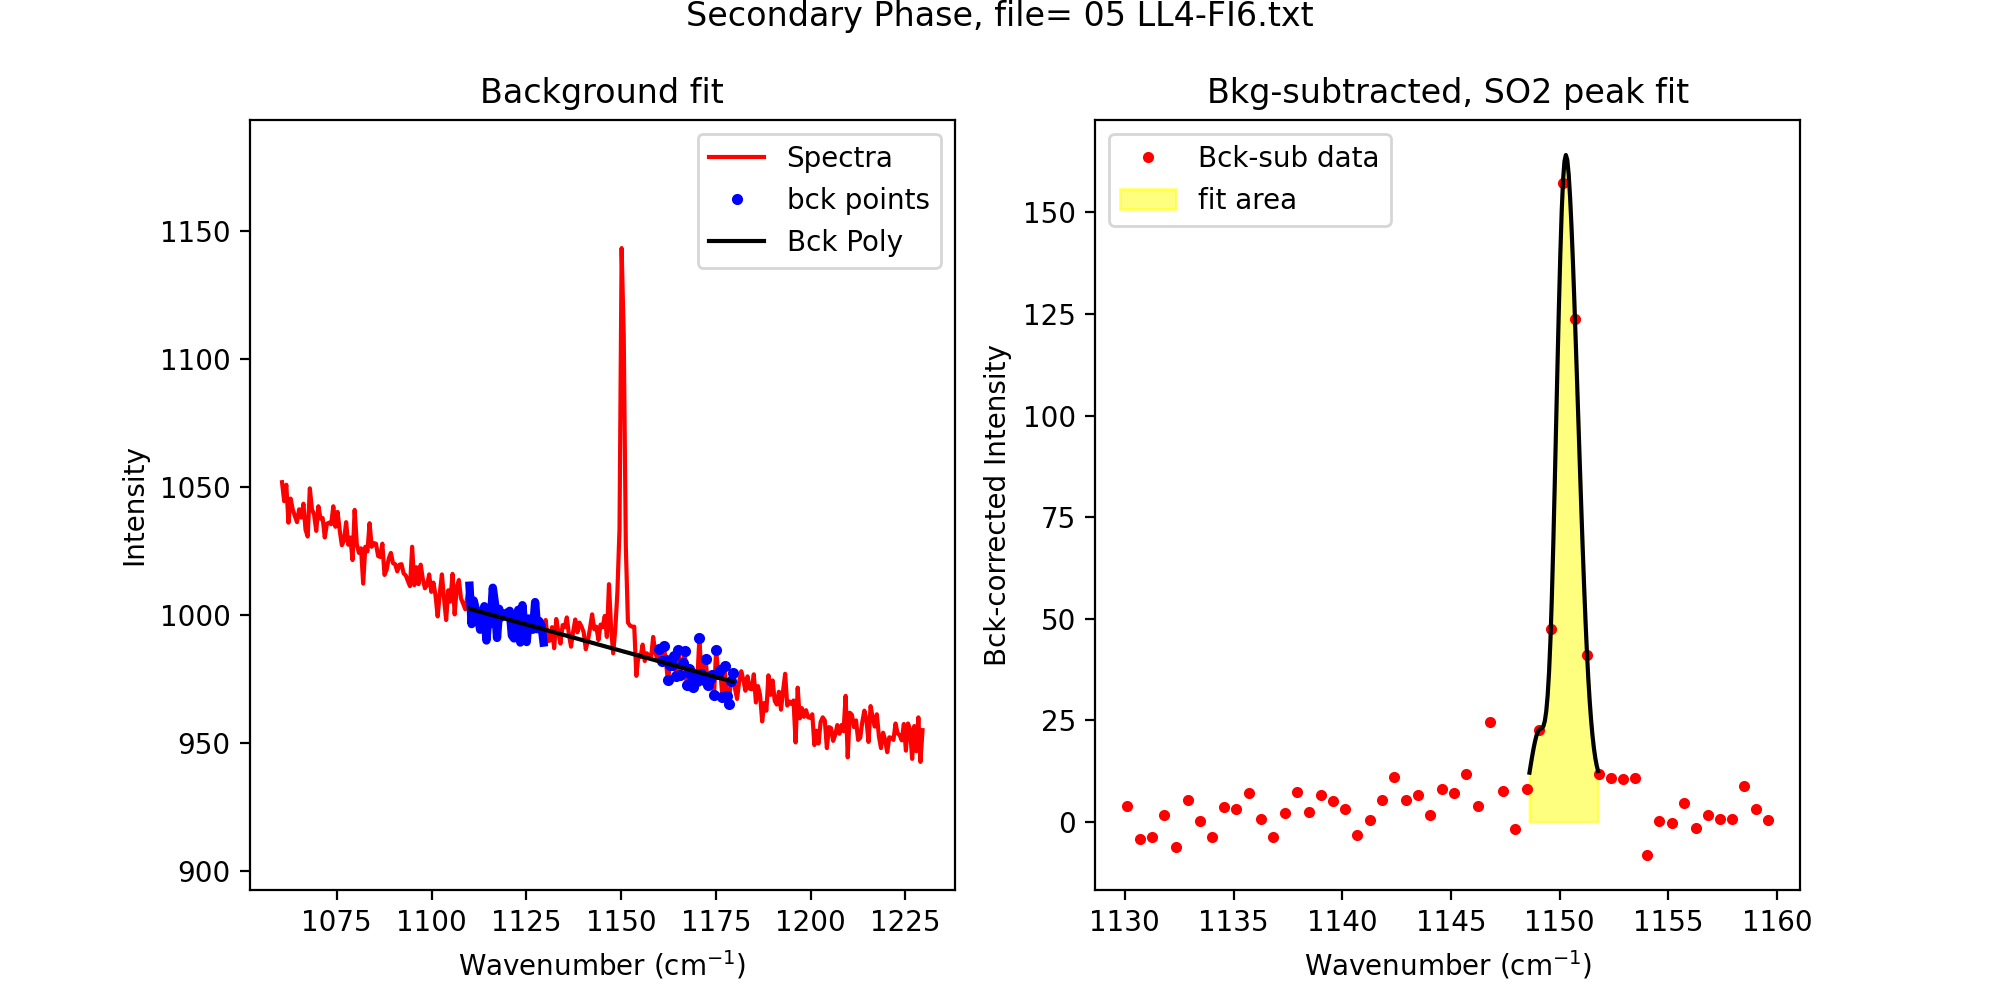 Secondary Phase, file= 05 LL4-FI6.txt
Background fit
Spectra
bck points
Bck Poly
1150
1100
1050
1000
950
900
Intensity
1075 1100 1125 1150 1175 1200 1225
Wavenumber (cm⁻¹)
Bkg-subtracted, SO2 peak fit
Bck-sub data
fit area
150
125
100
75
50
25
0
Bck-corrected Intensity
1130 1135 1140 1145 1150 1155 1160
Wavenumber (cm⁻¹)